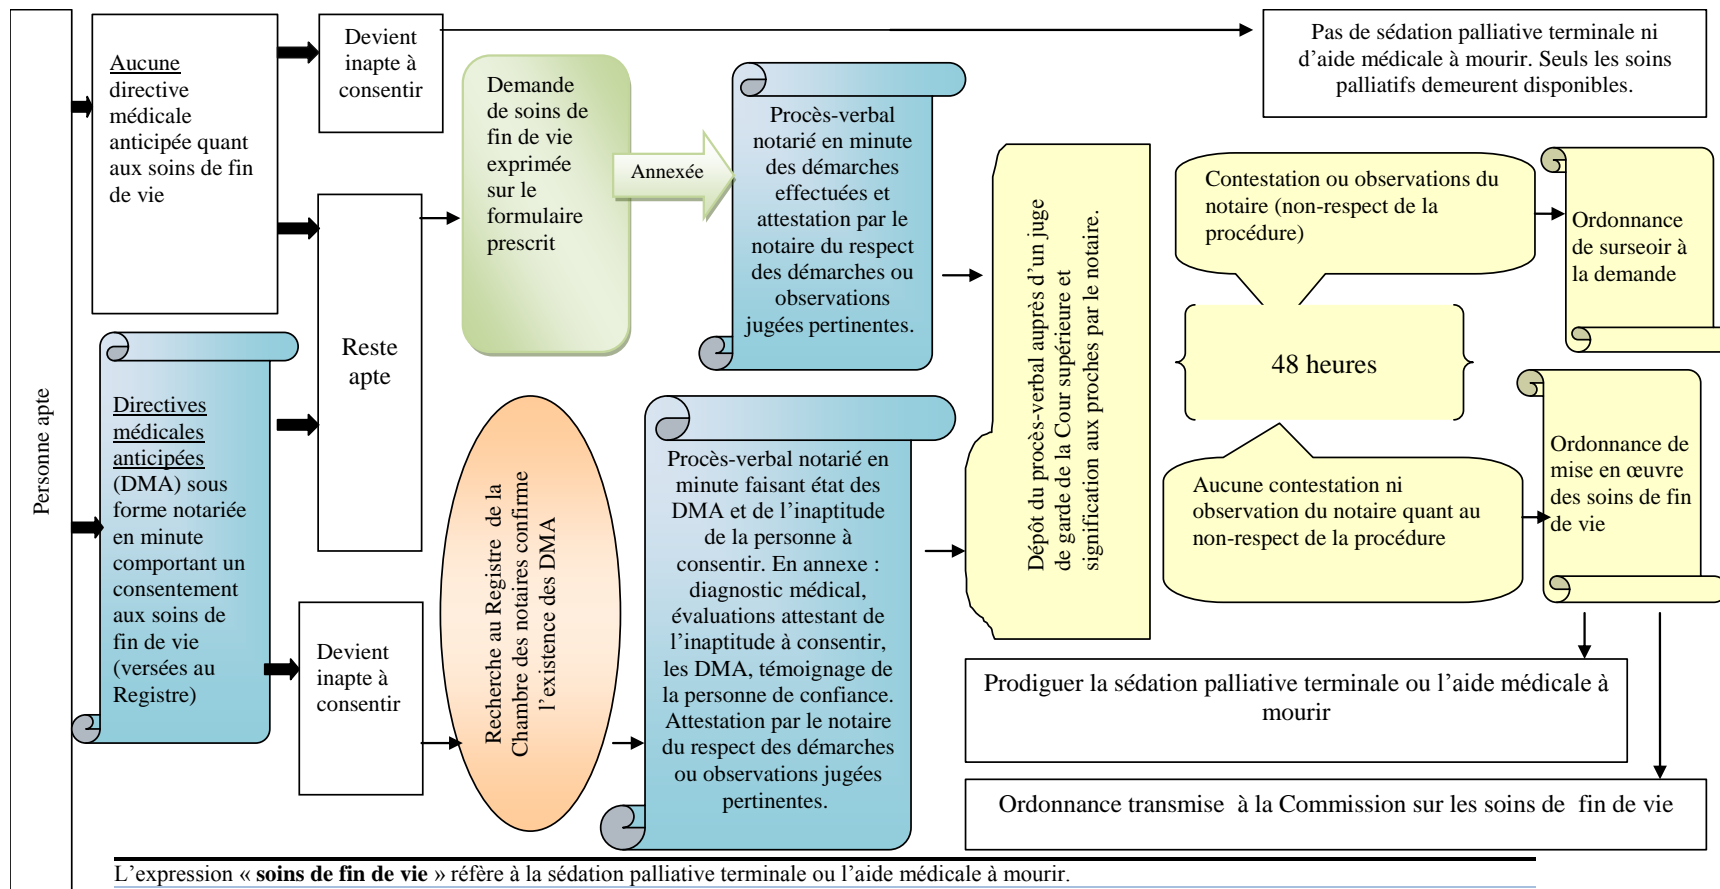 Personne apte
Aucune
directive
médicale
anticipée quant
aux soins de fin
de vie
Devient
inapte à
consentir
Pas de sédation palliative terminale ni
d’aide médicale à mourir. Seuls les soins
palliatifs demeurent disponibles.
Demande
de soins de
fin de vie
exprimée
sur le
formulaire
prescrit
Annexée
Procès-verbal
notarié en minute
des démarches
effectuées et
attestation par le
notaire du respect
des démarches ou
observations
jugées pertinentes.
Reste
apte
Directives
médicales
anticipées
(DMA) sous
forme notariée
en minute
comportant un
consentement
aux soins de
fin de vie
(versées au
Registre)
Devient
inapte à
consentir
Recherche au Registre de la
Chambre des notaires confirme
l’existence des DMA
Procès-verbal notarié en
minute faisant état des
DMA et de l’inaptitude
de la personne à
consentir. En annexe :
diagnostic médical,
évaluations attestant de
l’inaptitude à consentir,
les DMA, témoignage de
la personne de confiance.
Attestation par le notaire
du respect des démarches
ou observations jugées
pertinentes.
Dépôt du procès-verbal auprès d’un juge
de garde de la Cour supérieure et
signification aux proches par le notaire.
Contestation ou observations du
notaire (non-respect de la
procédure)
Ordonnance
de surseoir à
la demande
48 heures
Aucune contestation ni
observation du notaire quant au
non-respect de la procédure
Ordonnance de
mise en œuvre
des soins de fin
de vie
Prodiguer la sédation palliative terminale ou l’aide médicale à
mourir
Ordonnance transmise à la Commission sur les soins de fin de vie
L’expression « soins de fin de vie » réfère à la sédation palliative terminale ou l’aide médicale à mourir.